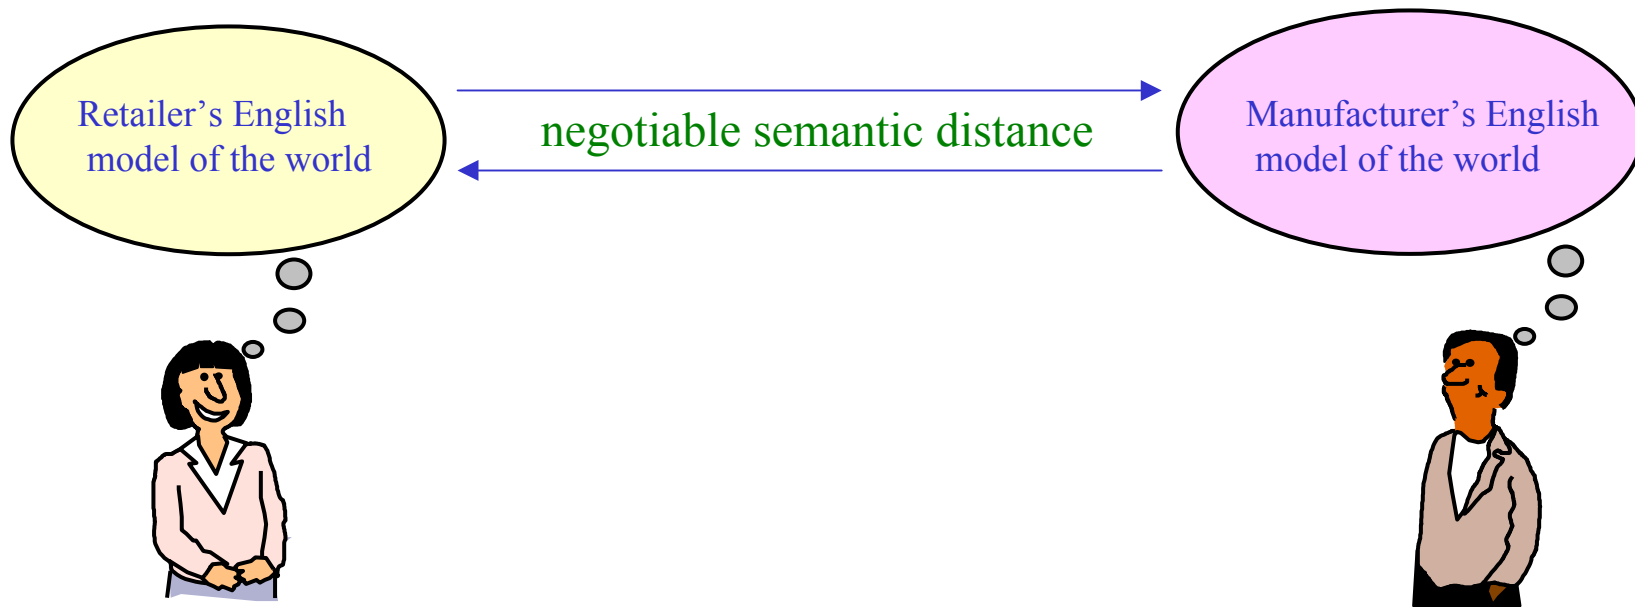 Retailer’s English
model of the world
negotiable semantic distance
Manufacturer’s English
model of the world